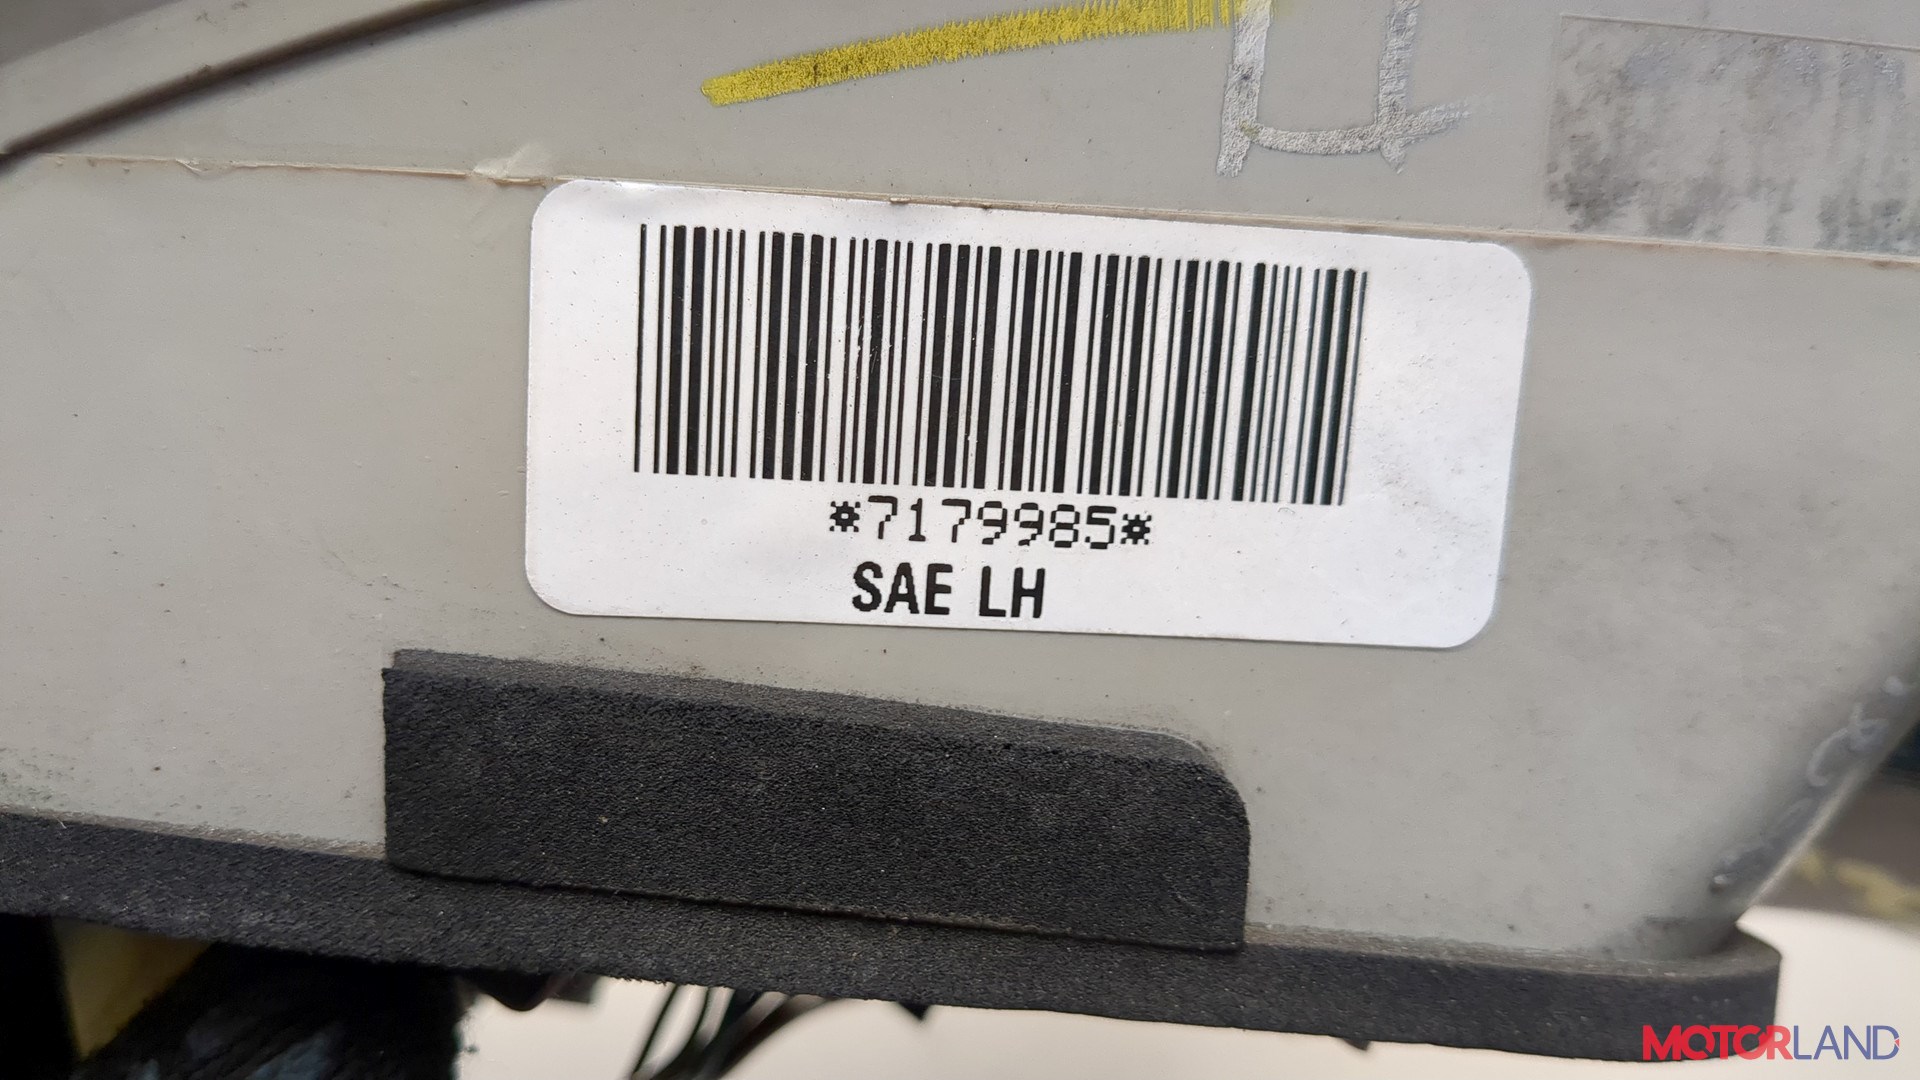 *7179985*
SAE LH
MOTORLAND